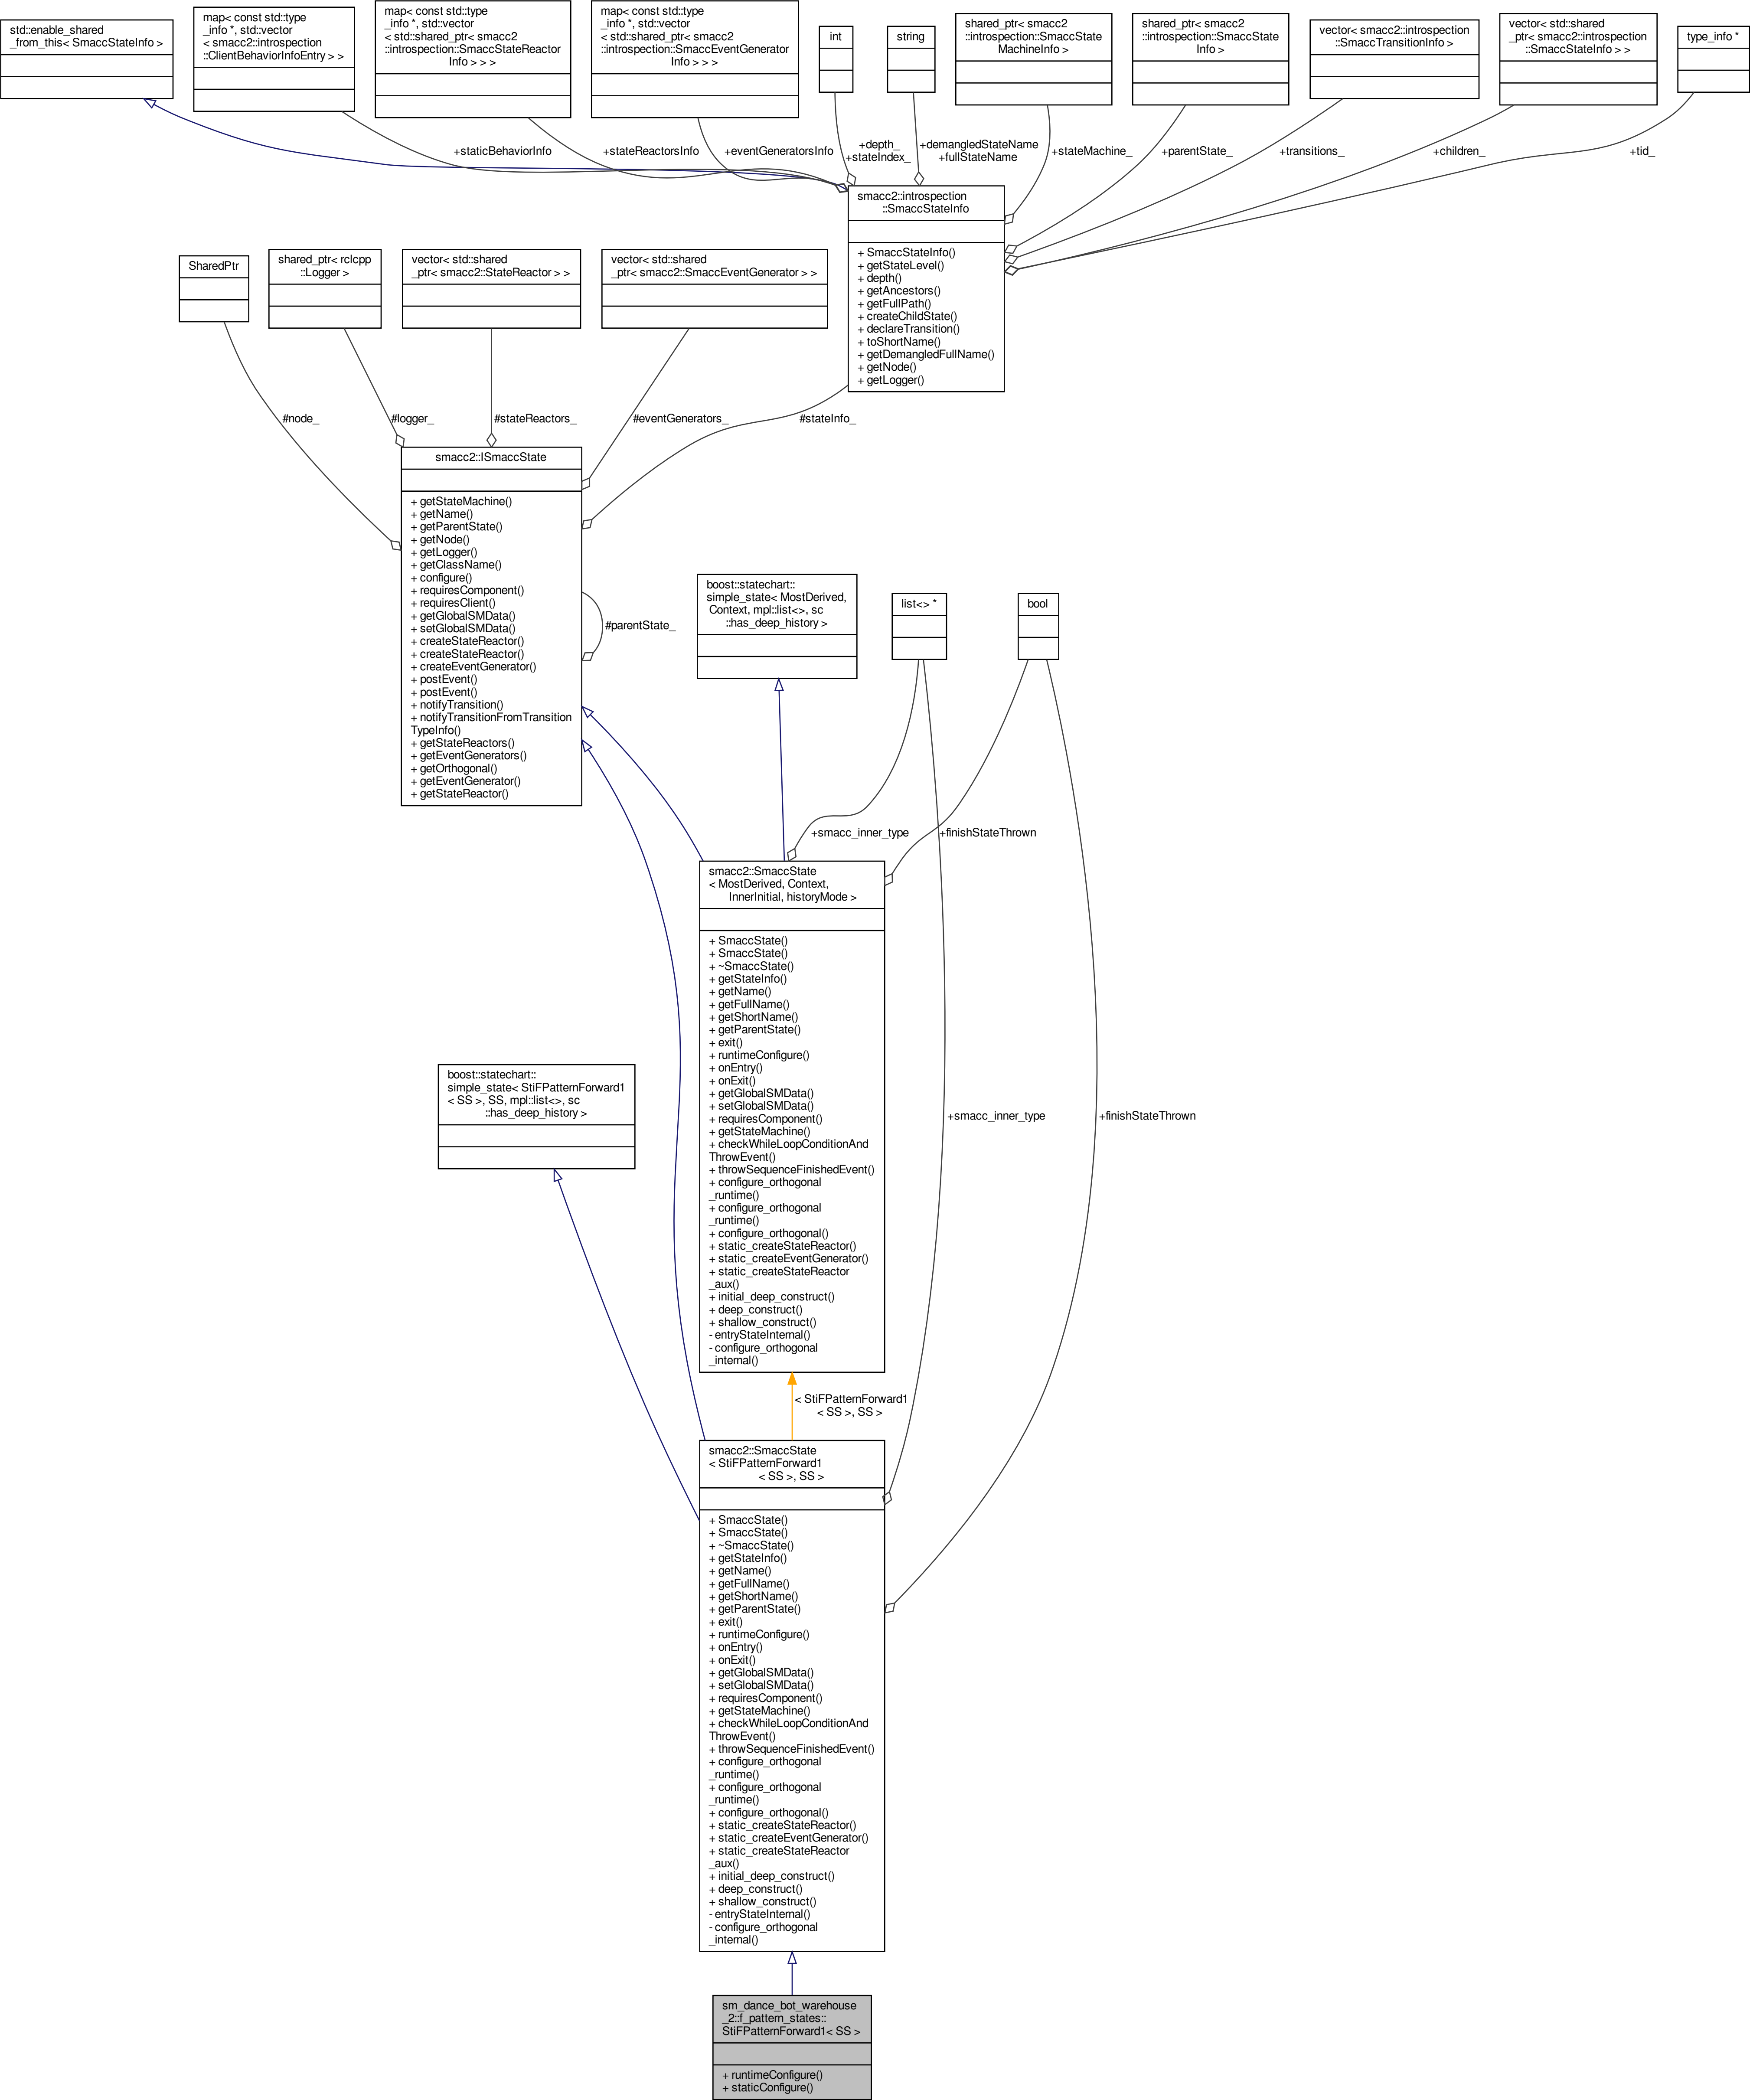 std::enable_shared
_from_this< SmaccStateInfo >
map< const std::type
_info *, std::vector
< smacc2::introspection
::ClientBehaviorInfoEntry > >
map< const std::type
_info *, std::vector
< std::shared_ptr< smacc2
::introspection::SmaccStateReactor
Info > > >
map< const std::type
_info *, std::vector
< std::shared_ptr< smacc2
::introspection::SmaccEventGenerator
Info > > >
int
string
shared_ptr< smacc2
::introspection::SmaccState
MachineInfo >
shared_ptr< smacc2
::introspection::SmaccState
Info >
vector< smacc2::introspection
::SmaccTransitionInfo >
vector< std::shared
_ptr< smacc2::introspection
::SmaccStateInfo > >
type_info *
+staticBehaviorInfo
+stateReactorsInfo
+eventGeneratorsInfo
+depth_
+stateIndex_
+demangledStateName
+fullStateName
+stateMachine_
+parentState_
+transitions_
+children_
+tid_
smacc2::introspection
::SmaccStateInfo
+ SmaccStateInfo()
+ getStateLevel()
+ depth()
+ getAncestors()
+ getFullPath()
+ createChildState()
+ declareTransition()
+ toShortName()
+ getDemangledFullName()
+ getNode()
+ getLogger()
SharedPtr
shared_ptr< rclcpp
::Logger >
vector< std::shared
_ptr< smacc2::StateReactor > >
vector< std::shared
_ptr< smacc2::SmaccEventGenerator > >
#node_
#logger_
#stateReactors_
#eventGenerators_
#stateInfo_
smacc2::ISmaccState
+ getStateMachine()
+ getName()
+ getParentState()
+ getNode()
+ getLogger()
+ getClassName()
+ configure()
+ requiresComponent()
+ requiresClient()
+ getGlobalSMData()
+ setGlobalSMData()
+ createStateReactor()
+ createStateReactor()
+ createEventGenerator()
+ postEvent()
+ postEvent()
+ notifyTransition()
+ notifyTransitionFromTransition
TypeInfo()
+ getStateReactors()
+ getEventGenerators()
+ getOrthogonal()
+ getEventGenerator()
+ getStateReactor()
#parentState_
boost::statechart::
simple_state< MostDerived,
Context, mpl::list<>, sc
::has_deep_history >
list<> *
bool
+smacc_inner_type
+finishStateThrown
smacc2::SmaccState
< MostDerived, Context,
InnerInitial, historyMode >
+ SmaccState()
+ SmaccState()
+ ~SmaccState()
+ getStateInfo()
+ getName()
+ getFullName()
+ getShortName()
+ getParentState()
+ exit()
+ runtimeConfigure()
+ onEntry()
+ onExit()
+ getGlobalSMData()
+ setGlobalSMData()
+ requiresComponent()
+ getStateMachine()
+ checkWhileLoopConditionAnd
ThrowEvent()
+ throwSequenceFinishedEvent()
+ configure_orthogonal
_runtime()
+ configure_orthogonal
_runtime()
+ configure_orthogonal()
+ static_createStateReactor()
+ static_createEventGenerator()
+ static_createStateReactor
_aux()
+ initial_deep_construct()
+ deep_construct()
+ shallow_construct()
- entryStateInternal()
- configure_orthogonal
_internal()
boost::statechart::
simple_state< StiFPatternForward1
< SS >, SS, mpl::list<>, sc
::has_deep_history >
+smacc_inner_type
+finishStateThrown
< StiFPatternForward1
< SS >, SS >
smacc2::SmaccState
< StiFPatternForward1
< SS >, SS >
+ SmaccState()
+ SmaccState()
+ ~SmaccState()
+ getStateInfo()
+ getName()
+ getFullName()
+ getShortName()
+ getParentState()
+ exit()
+ runtimeConfigure()
+ onEntry()
+ onExit()
+ getGlobalSMData()
+ setGlobalSMData()
+ requiresComponent()
+ getStateMachine()
+ checkWhileLoopConditionAnd
ThrowEvent()
+ throwSequenceFinishedEvent()
+ configure_orthogonal
_runtime()
+ configure_orthogonal
_runtime()
+ configure_orthogonal()
+ static_createStateReactor()
+ static_createEventGenerator()
+ static_createStateReactor
_aux()
+ initial_deep_construct()
+ deep_construct()
+ shallow_construct()
- entryStateInternal()
- configure_orthogonal
_internal()
sm_dance_bot_warehouse
_2::f_pattern_states::
StiFPatternForward1< SS >
+ runtimeConfigure()
+ staticConfigure()